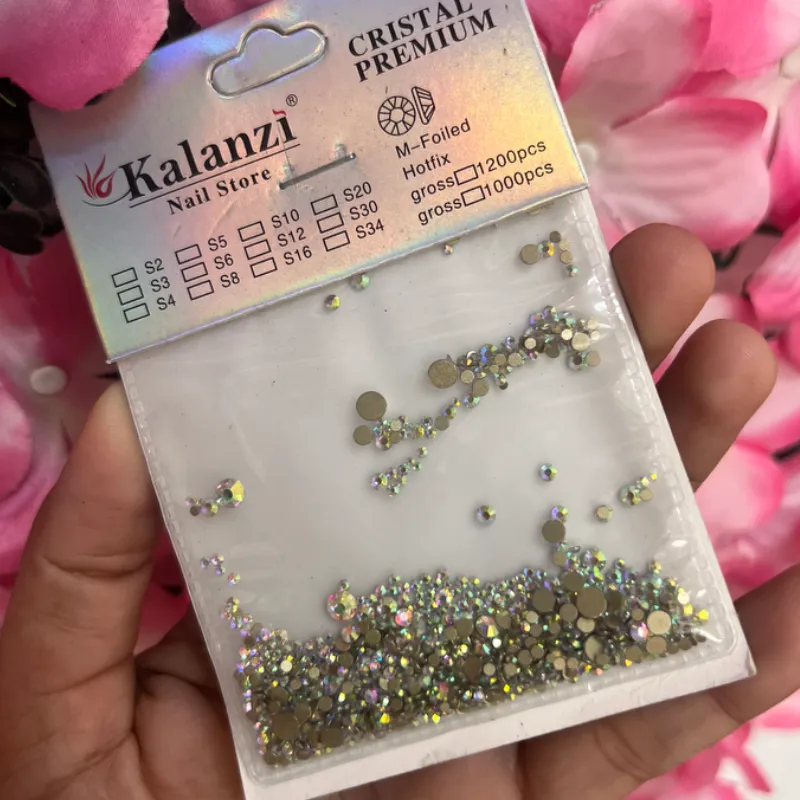 CRISTAL
PREMIUM
Kalanzi®
Nail Store
M-Foiled
Hotfix
gross 1200pcs
gross 1000pcs
S2 S5 S10 S20
S3 S6 S12 S30
S4 S8 S16 S34